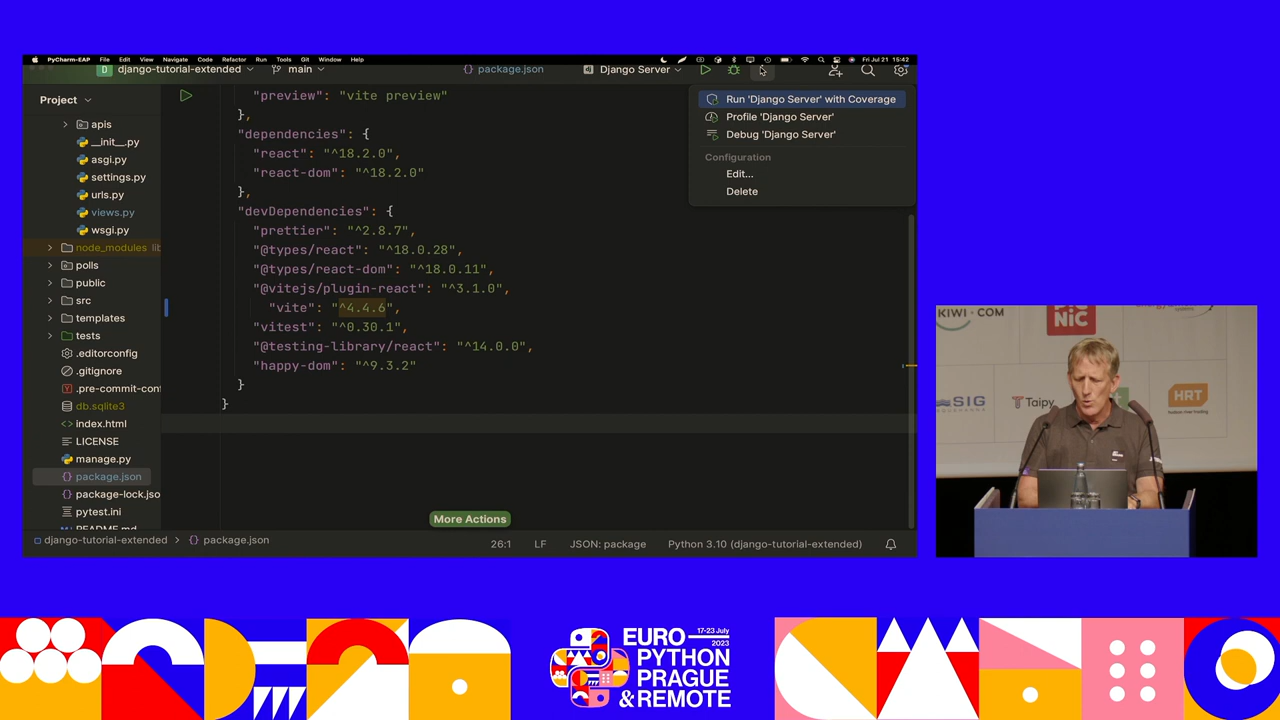 PyCharm-EAP File Edit View Navigate Code Refactor Run Tools Git Window Help Fri Jul 21 15:42
D django-tutorial-extended main package.json Django Server
Project
apis
__init__.py
asgi.py
settings.py
urls.py
views.py
wsgi.py
node_modules lib
polls
public
src
templates
tests
.editorconfig
.gitignore
.pre-commit-conf
db.sqlite3
index.html
LICENSE
manage.py
package.json
package-lock.jso
pytest.ini
README.md
"preview": "vite preview"
},
"dependencies": {
"react": "^18.2.0",
"react-dom": "^18.2.0"
},
"devDependencies": {
"prettier": "^2.8.7",
"@types/react": "^18.0.28",
"@types/react-dom": "^18.0.11",
"@vitejs/plugin-react": "^3.1.0",
"vite": "^4.4.6",
"vitest": "^0.30.1",
"@testing-library/react": "^14.0.0",
"happy-dom": "^9.3.2"
}
}
Run 'Django Server' with Coverage
Profile 'Django Server'
Debug 'Django Server'
Configuration
Edit...
Delete
More Actions
django-tutorial-extended > package.json
26:1 LF JSON: package Python 3.10 (django-tutorial-extended)
KIWI.COM
NiC
SIG
Taipy
HRT
EURO 17-23 July
2023
PYTHON
PRAGUE
& REMOTE